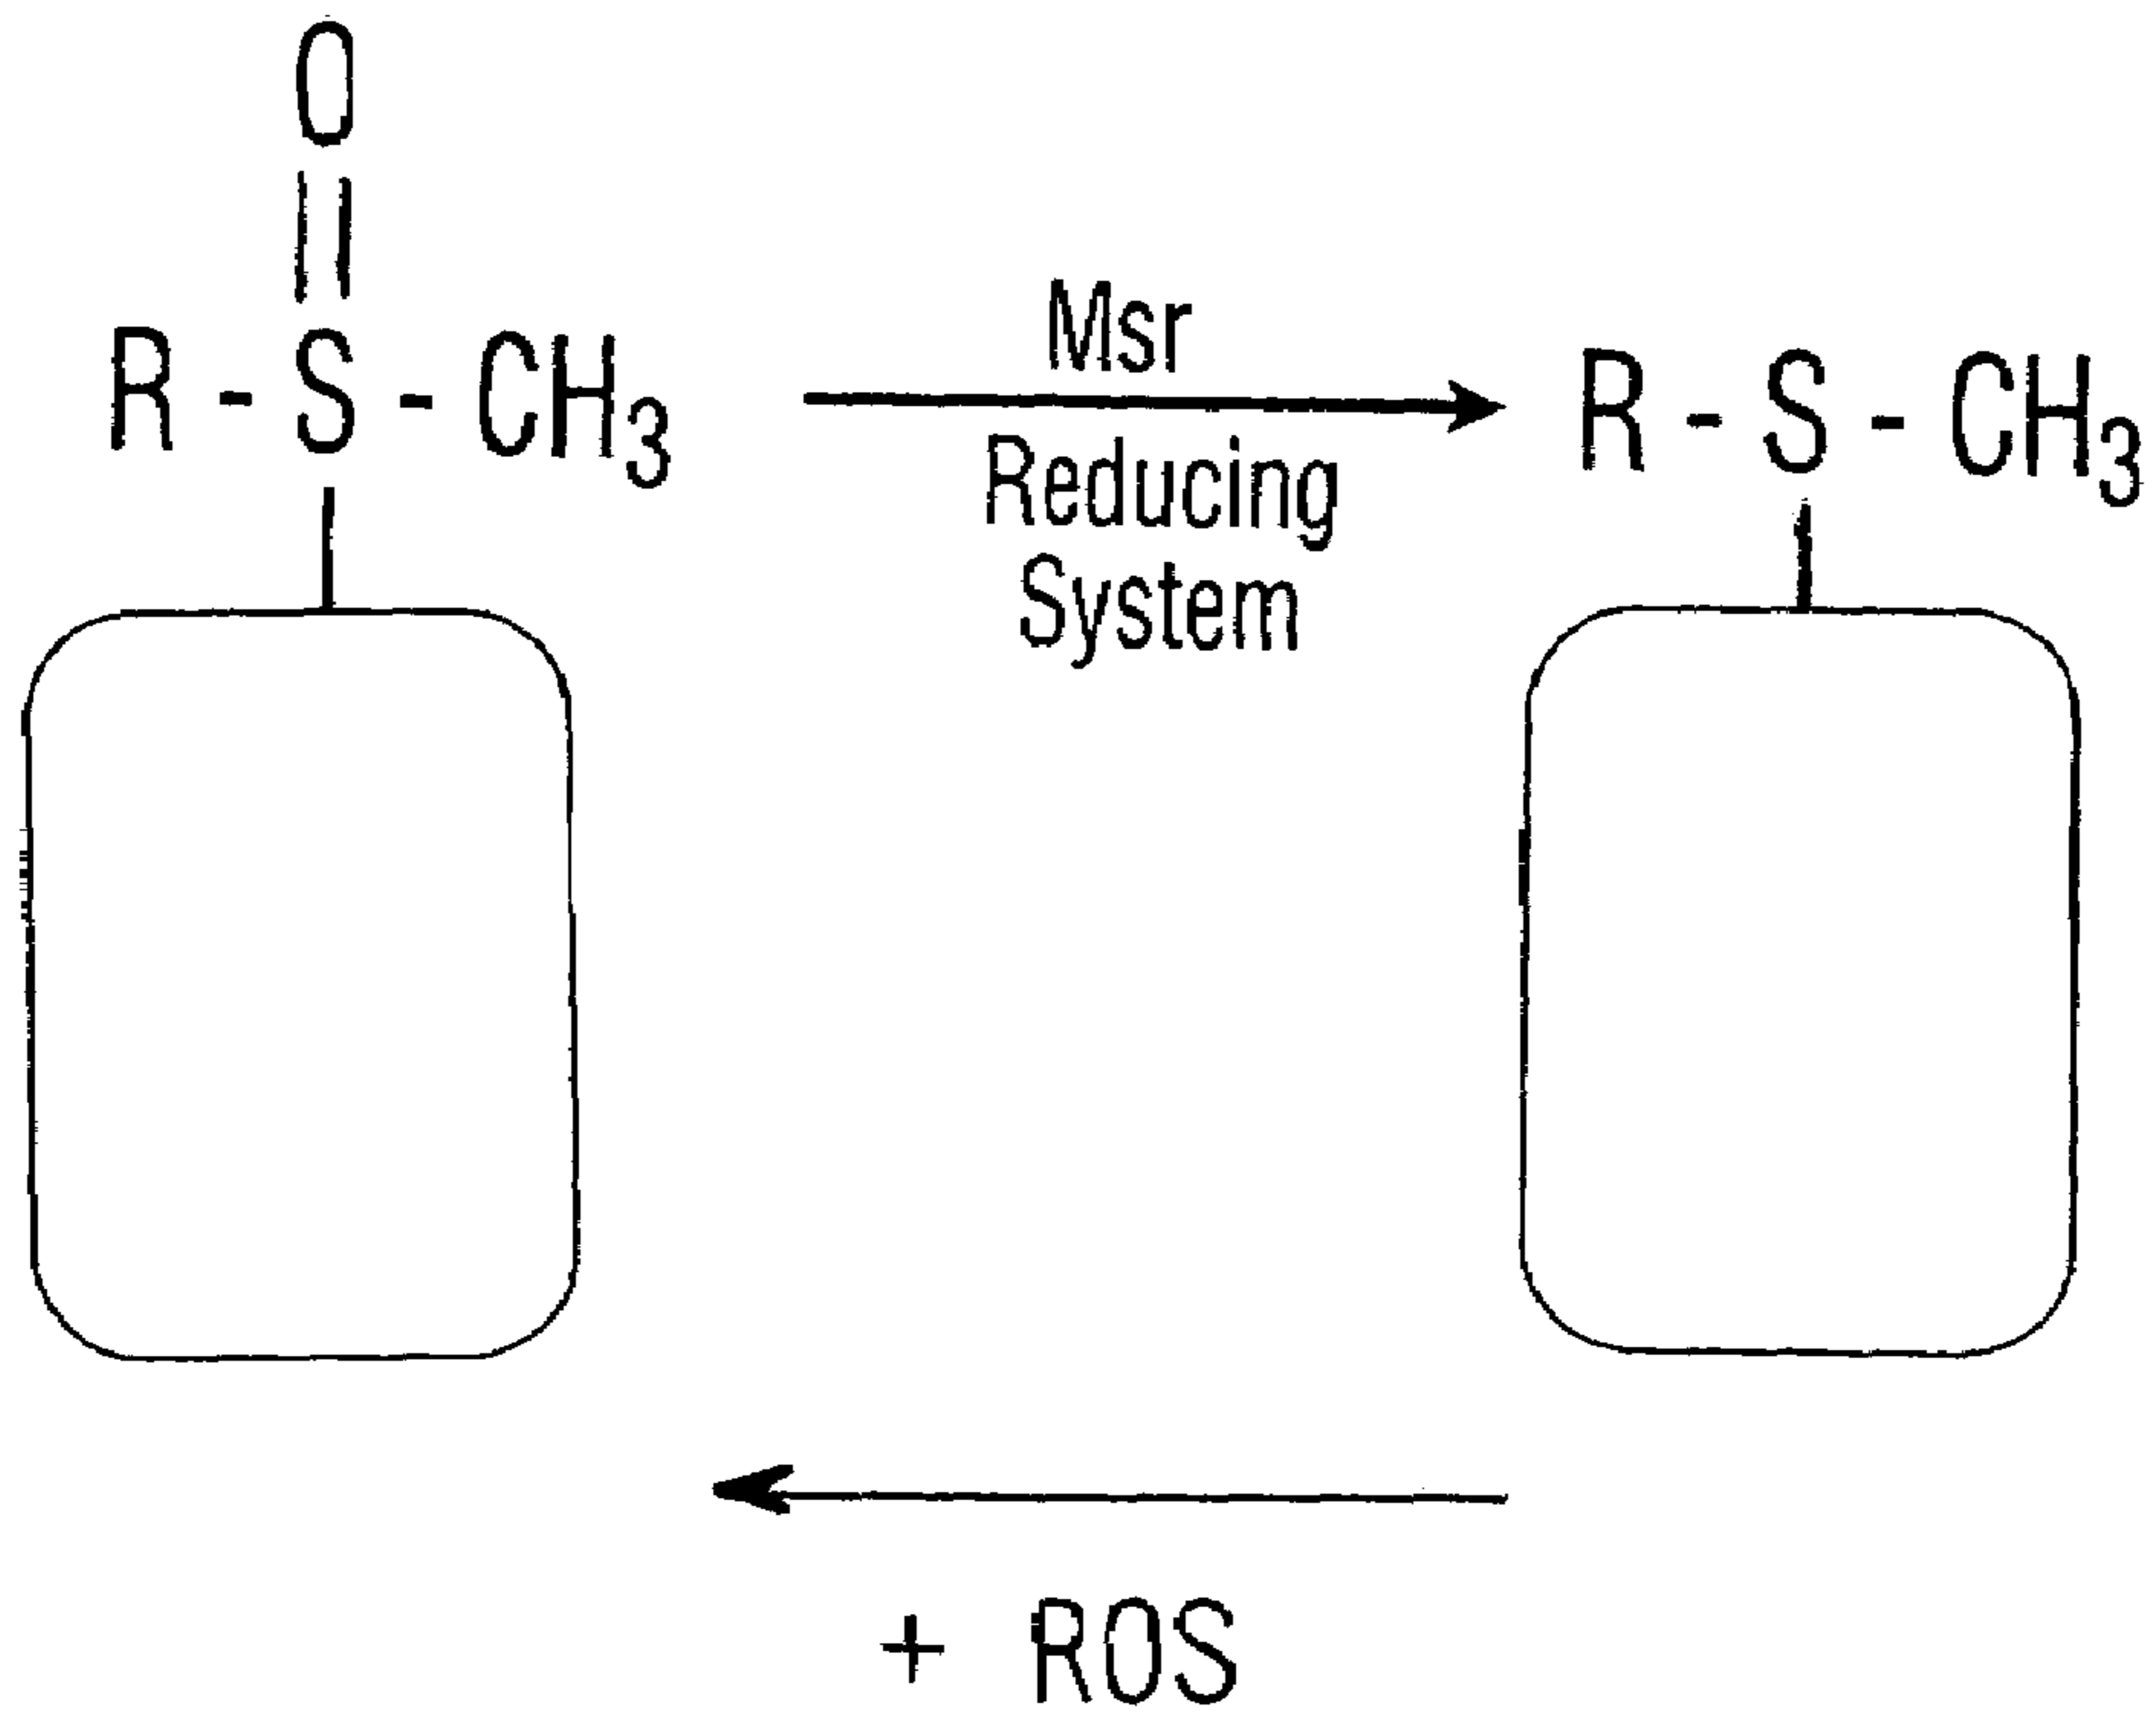 O
R - S - CH3
Msr
Reducing
System
R - S - CH3
+ ROS